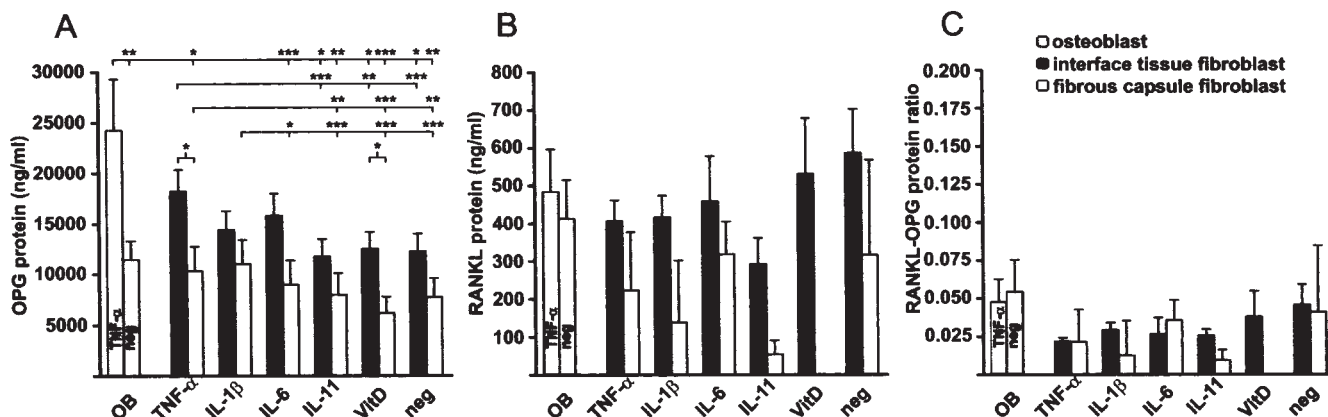 A
** * *** * ** * *** * **
*** ** ***
** *** **
* *** *** ***
* *
OPG protein (ng/ml)
30000
25000
20000
15000
10000
5000
TNF-α
neg
OB
TNF-α
IL-1β
IL-6
IL-11
VitD
neg
B
RANKL protein (ng/ml)
800
700
600
500
400
300
200
100
TNF-α
neg
OB
TNF-α
IL-1β
IL-6
IL-11
VitD
neg
C
osteoblast
interface tissue fibroblast
fibrous capsule fibroblast
RANKL-OPG protein ratio
0.200
0.175
0.150
0.125
0.100
0.075
0.050
0.025
TNF-α
neg
OB
TNF-α
IL-1β
IL-6
IL-11
VitD
neg